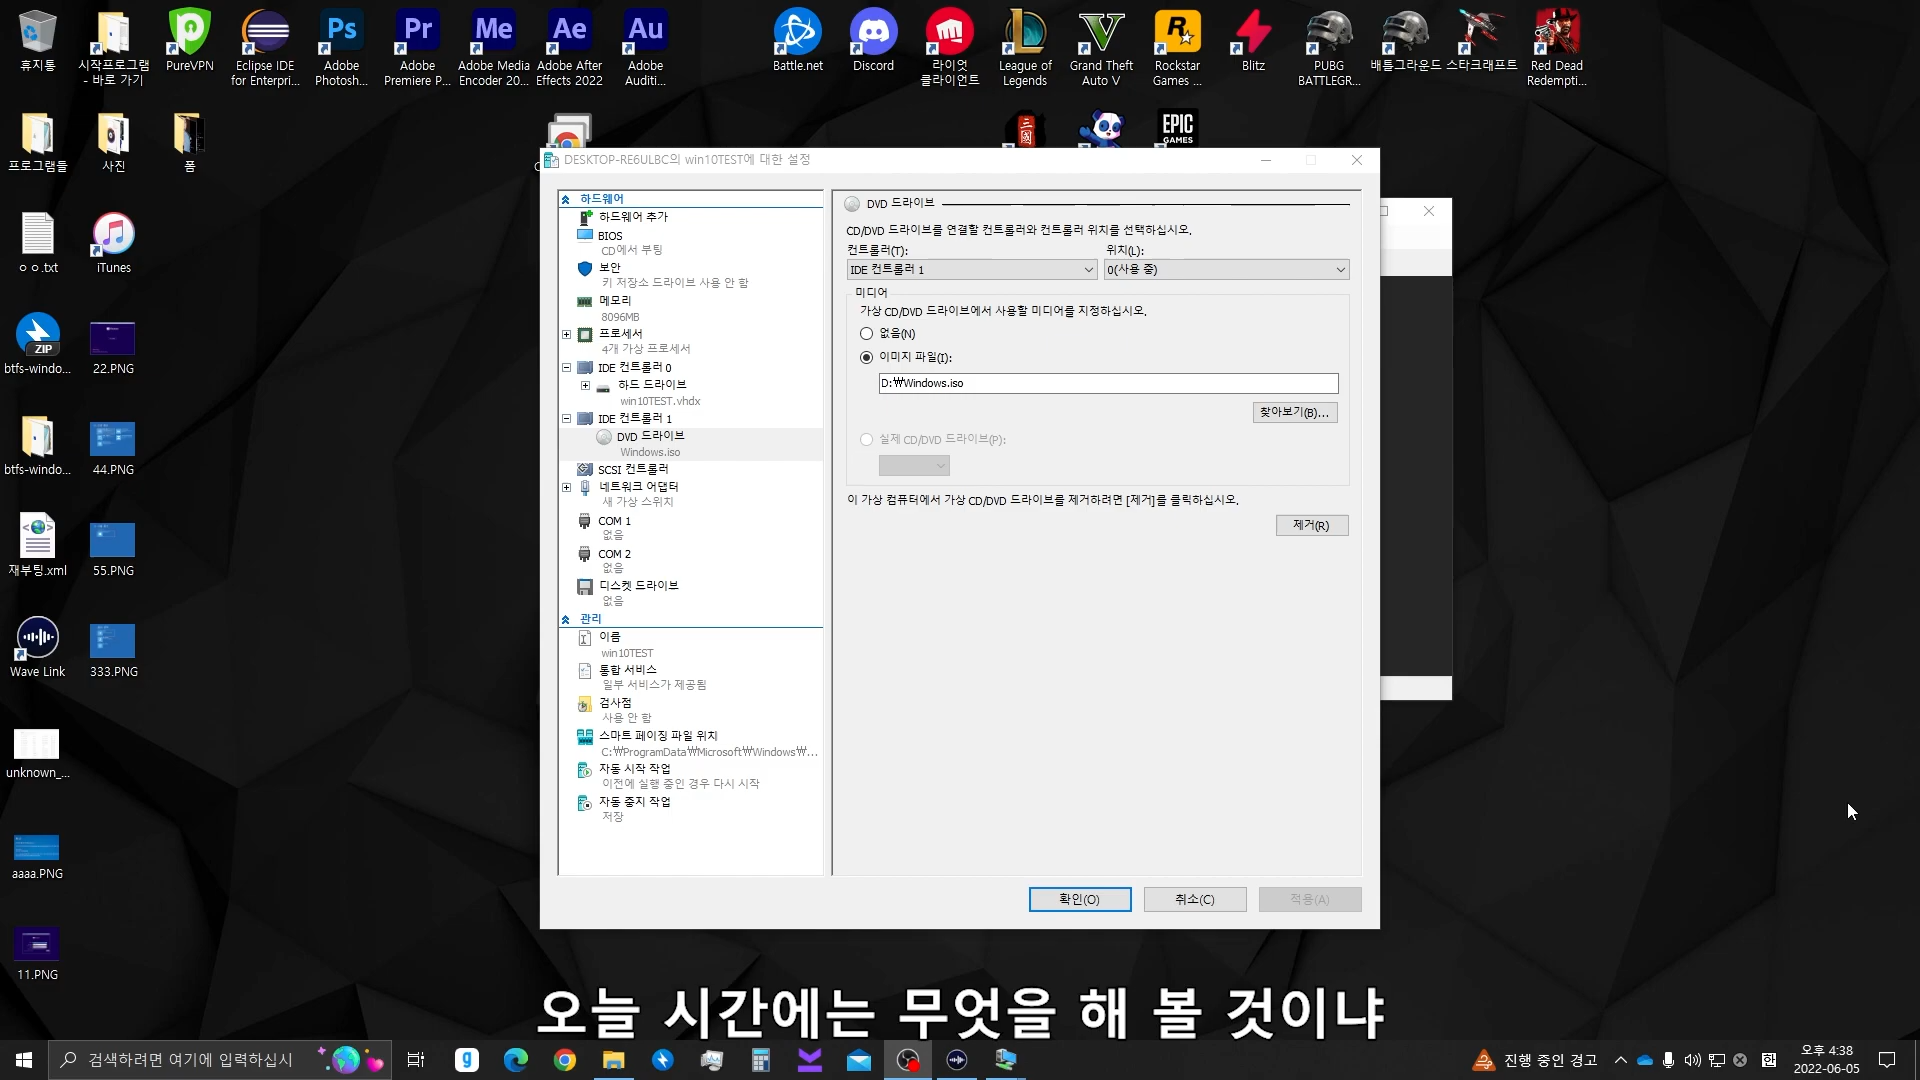 휴지통
시작프로그램 - 바로 가기
PureVPN
Eclipse IDE for Enterpri...
Adobe Photosh...
Adobe Premiere P...
Adobe Media Encoder 20...
Adobe After Effects 2022
Adobe Auditi...
Battle.net
Discord
라이엇 클라이언트
League of Legends
Grand Theft Auto V
Rockstar Games ...
Blitz
PUBG BATTLEGR...
배틀그라운드
스타크래프트
Red Dead Redempti...
Ps
Pr
Me
Ae
Au
프로그램들
사진
폼
三國
EPIC GAMES
ㅇㅇ.txt
iTunes
ZIP
btfs-windo...
22.PNG
btfs-windo...
44.PNG
재부팅.xml
55.PNG
Wave Link
333.PNG
unknown_...
aaaa.PNG
11.PNG
DESKTOP-RE6ULBC의 win10TEST에 대한 설정
하드웨어
하드웨어 추가
BIOS
CD에서 부팅
보안
키 저장소 드라이브 사용 안 함
메모리
8096MB
프로세서
4개 가상 프로세서
IDE 컨트롤러 0
하드 드라이브
win10TEST.vhdx
IDE 컨트롤러 1
DVD 드라이브
Windows.iso
SCSI 컨트롤러
네트워크 어댑터
새 가상 스위치
COM 1
없음
COM 2
없음
디스켓 드라이브
없음
관리
이름
win10TEST
통합 서비스
일부 서비스가 제공됨
검사점
사용 안 함
스마트 페이징 파일 위치
C:₩ProgramData₩Microsoft₩Windows₩...
자동 시작 작업
이전에 실행 중인 경우 다시 시작
자동 중지 작업
저장
DVD 드라이브
CD/DVD 드라이브를 연결할 컨트롤러와 컨트롤러 위치를 선택하십시오.
컨트롤러(T):
위치(L):
IDE 컨트롤러 1
0(사용 중)
미디어
가상 CD/DVD 드라이브에서 사용할 미디어를 지정하십시오.
없음(N)
이미지 파일(I):
D:₩Windows.iso
찾아보기(B)...
실제 CD/DVD 드라이브(P):
이 가상 컴퓨터에서 가상 CD/DVD 드라이브를 제거하려면 [제거]를 클릭하십시오.
제거(R)
확인(O)
취소(C)
적용(A)
오늘 시간에는 무엇을 해 볼 것이냐
검색하려면 여기에 입력하십시
진행 중인 경고
한
오후 4:38
2022-06-05